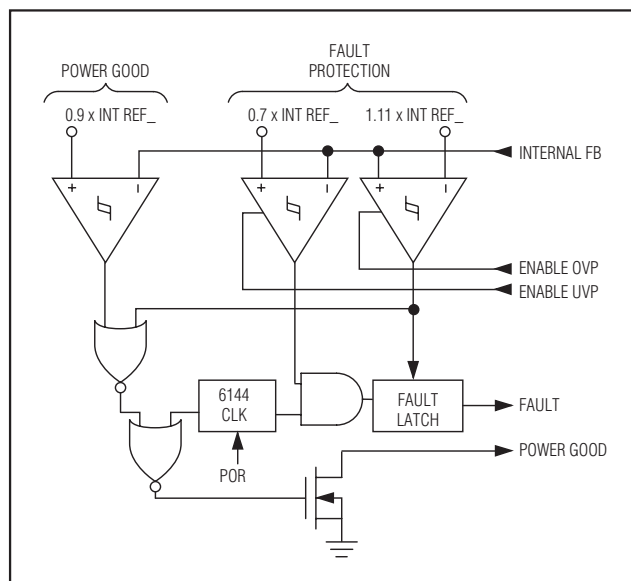 POWER GOOD
FAULT
PROTECTION
0.9 x INT REF_
0.7 x INT REF_
1.11 x INT REF_
INTERNAL FB
+
-
+
-
+
-
ENABLE OVP
ENABLE UVP
6144
CLK
FAULT
LATCH
FAULT
POWER GOOD
POR